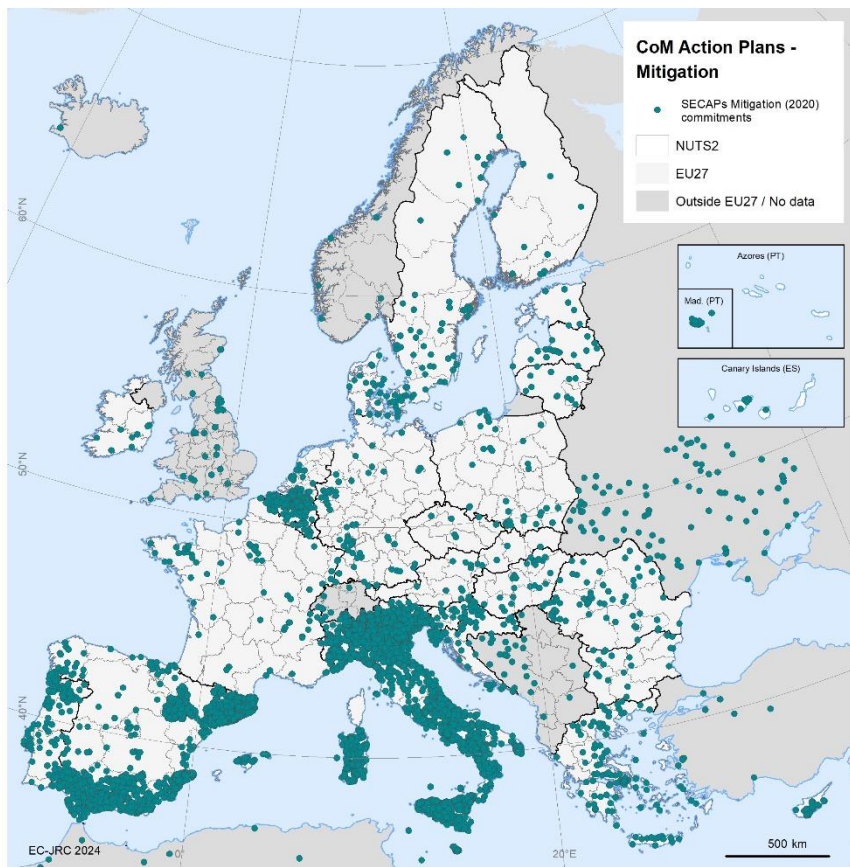 CoM Action Plans -
Mitigation
SECAPs Mitigation (2020)
commitments
NUTS2
EU27
Outside EU27 / No data
60°N
Azores (PT)
Mad. (PT)
Canary Islands (ES)
50°N
40°N
EC-JRC 2024
0°
20°E
500 km